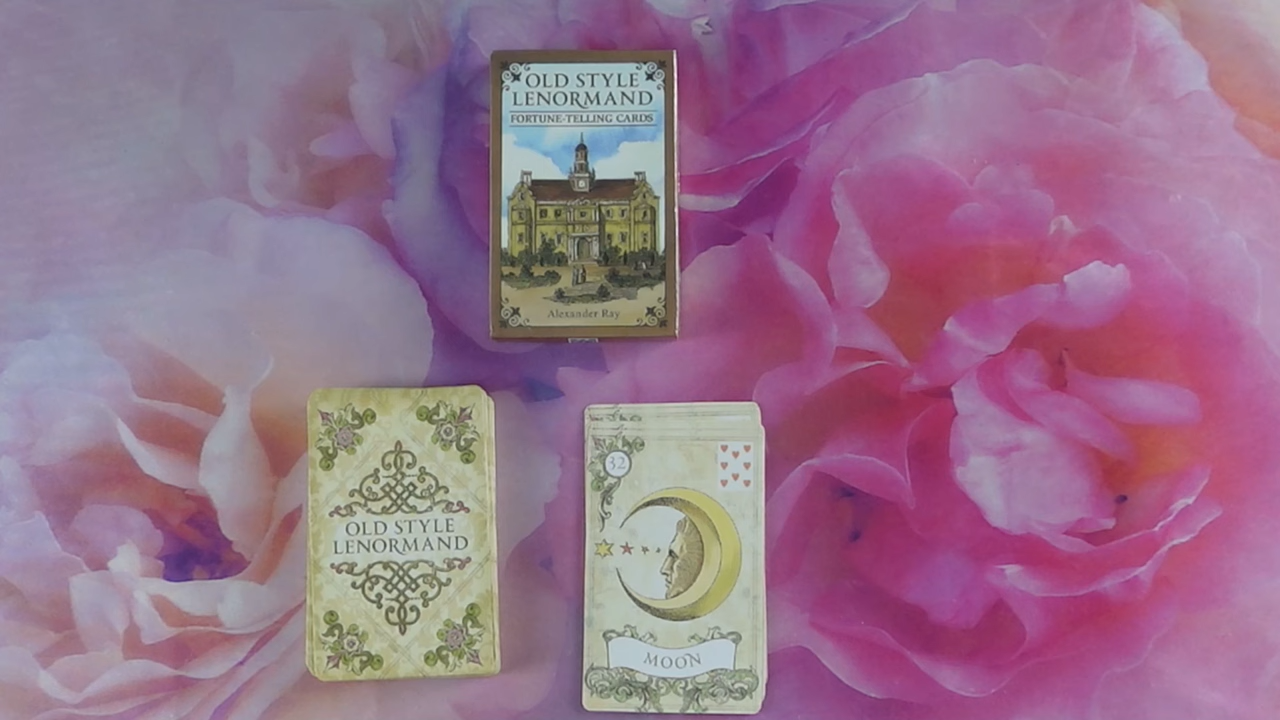 OLD STYLE
LENORMAND
FORTUNE-TELLING CARDS
Alexander Ray
OLD STYLE
LENORMAND
32
MOON